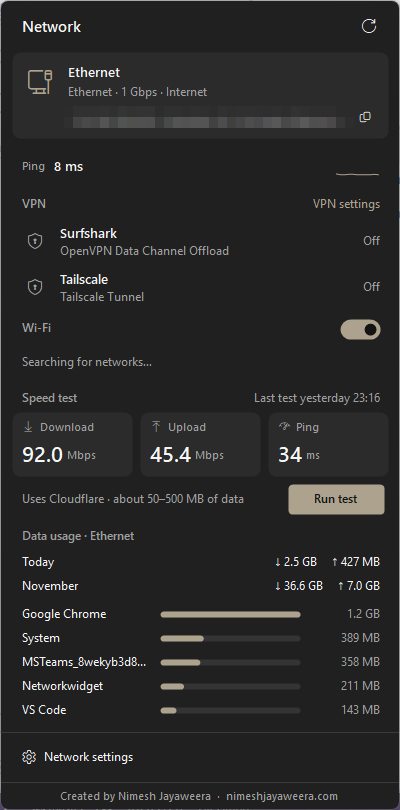 Network
Ethernet
Ethernet · 1 Gbps · Internet
Ping 8 ms
VPN VPN settings
Surfshark
OpenVPN Data Channel Offload
Off
Tailscale
Tailscale Tunnel
Off
Wi-Fi
Searching for networks...
Speed test Last test yesterday 23:16
Download Upload Ping
92.0 Mbps 45.4 Mbps 34 ms
Uses Cloudflare · about 50–500 MB of data Run test
Data usage · Ethernet
Today ↓ 2.5 GB ↑ 427 MB
November ↓ 36.6 GB ↑ 7.0 GB
Google Chrome 1.2 GB
System 389 MB
MSTeams_8wekyb3d8... 358 MB
Networkwidget 211 MB
VS Code 143 MB
Network settings
Created by Nimesh Jayaweera · nimeshjayaweera.com